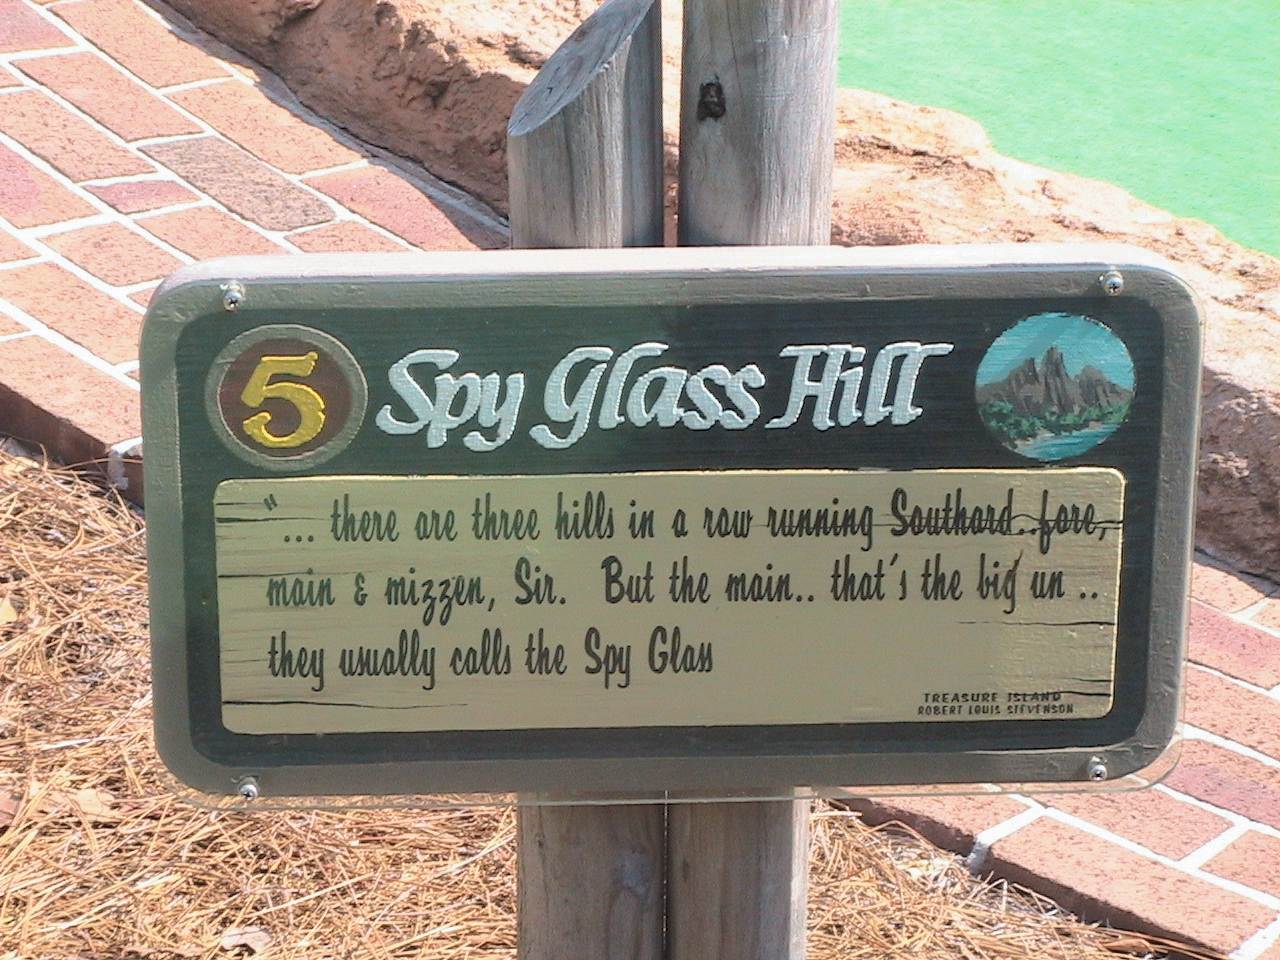 5 Spy Glass Hill
"... there are three hills in a row running Southard..fore,
main & mizzen, Sir. But the main.. that's the big un ..
they usually calls the Spy Glass
TREASURE ISLAND
ROBERT LOUIS STEVENSON